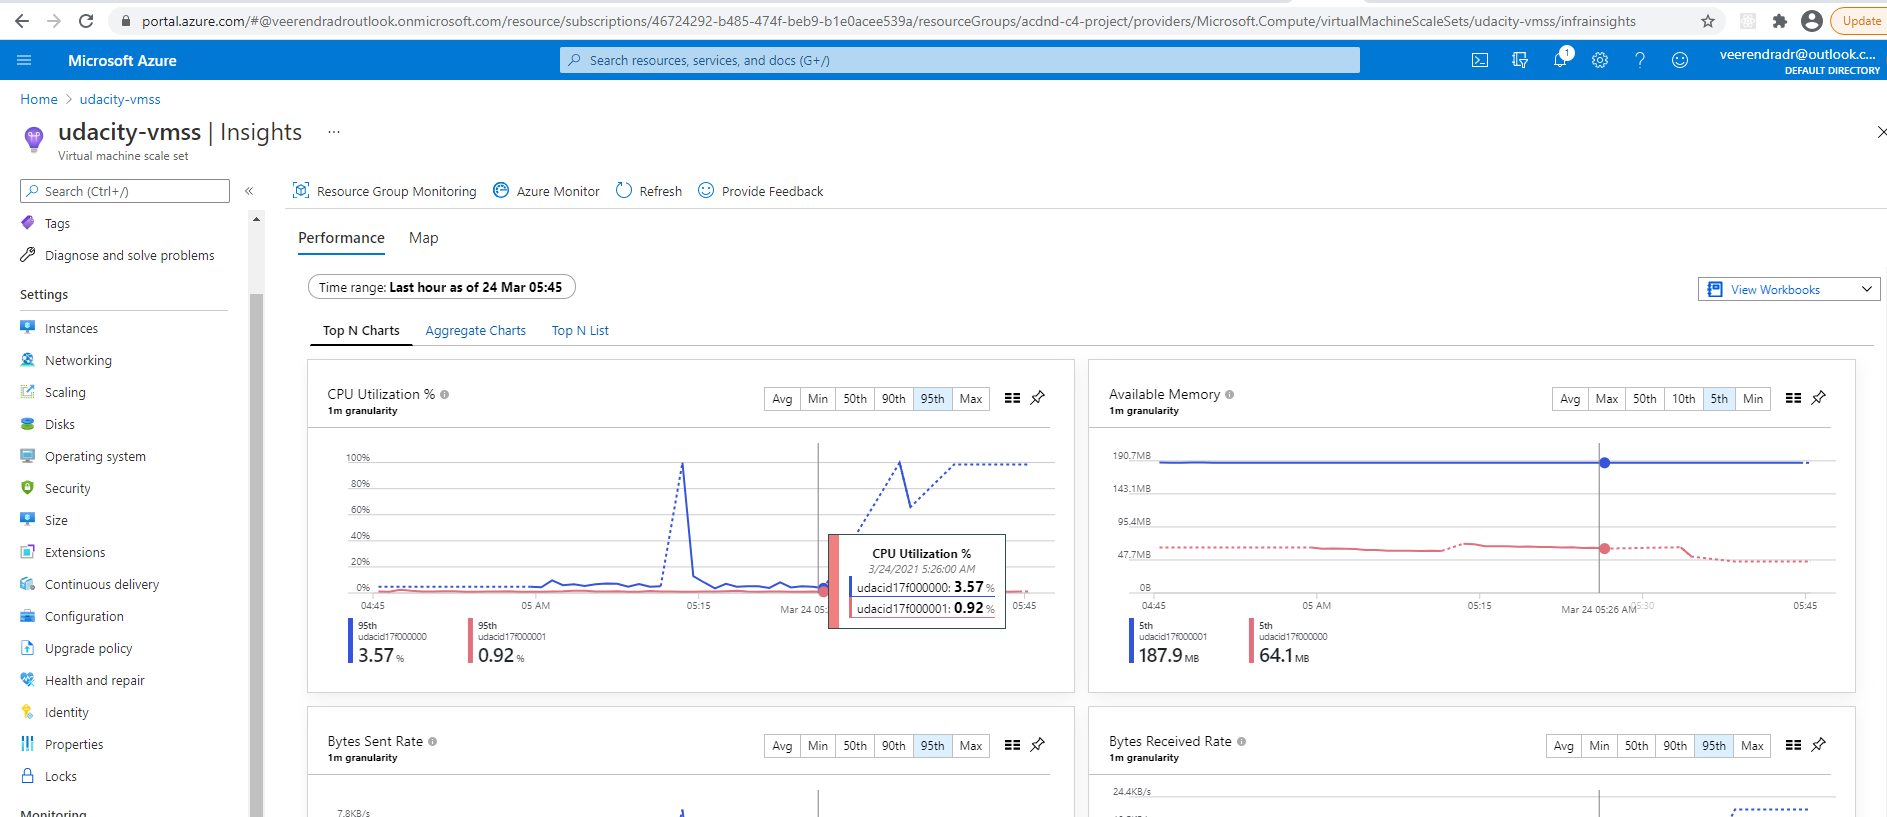 portal.azure.com/#@veerendradroutlook.onmicrosoft.com/resource/subscriptions/46724292-b485-474f-beb9-b1e0acee539a/resourceGroups/acdnd-c4-project/providers/Microsoft.Compute/virtualMachineScaleSets/udacity-vmss/infrainsights
Update
Microsoft Azure
Search resources, services, and docs (G+/)
1
veerendradr@outlook.c...
DEFAULT DIRECTORY
Home > udacity-vmss
udacity-vmss | Insights ...
Virtual machine scale set
Search (Ctrl+/)
«
Tags
Diagnose and solve problems
Settings
Instances
Networking
Scaling
Disks
Operating system
Security
Size
Extensions
Continuous delivery
Configuration
Upgrade policy
Health and repair
Identity
Properties
Locks
Monitoring
Resource Group Monitoring Azure Monitor Refresh Provide Feedback
Performance Map
Time range: Last hour as of 24 Mar 05:45
View Workbooks
Top N Charts Aggregate Charts Top N List
CPU Utilization %
1m granularity
Avg Min 50th 90th 95th Max
100%
80%
60%
40%
20%
0%
04:45 05 AM 05:15 Mar 24 05: 05:45
CPU Utilization %
3/24/2021 5:26:00 AM
udacid17f000000: 3.57 %
udacid17f000001: 0.92 %
95th
udacid17f000000
3.57 %
95th
udacid17f000001
0.92 %
Available Memory
1m granularity
Avg Max 50th 10th 5th Min
190.7MB
143.1MB
95.4MB
47.7MB
0B
04:45 05 AM 05:15 Mar 24 05:26 AM 05:30 05:45
5th
udacid17f000001
187.9 MB
5th
udacid17f000000
64.1 MB
Bytes Sent Rate
1m granularity
Avg Min 50th 90th 95th Max
7.8KB/s
Bytes Received Rate
1m granularity
Avg Min 50th 90th 95th Max
24.4KB/s